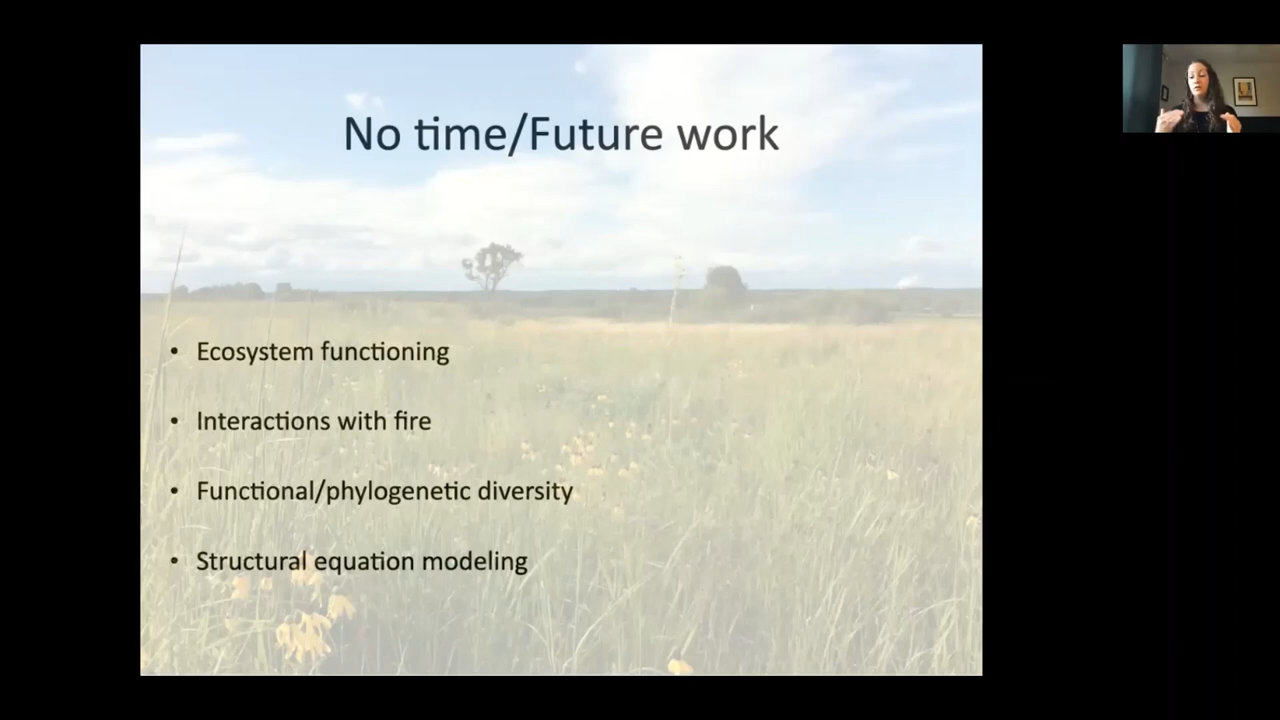 No time/Future work
• Ecosystem functioning
• Interactions with fire
• Functional/phylogenetic diversity
• Structural equation modeling